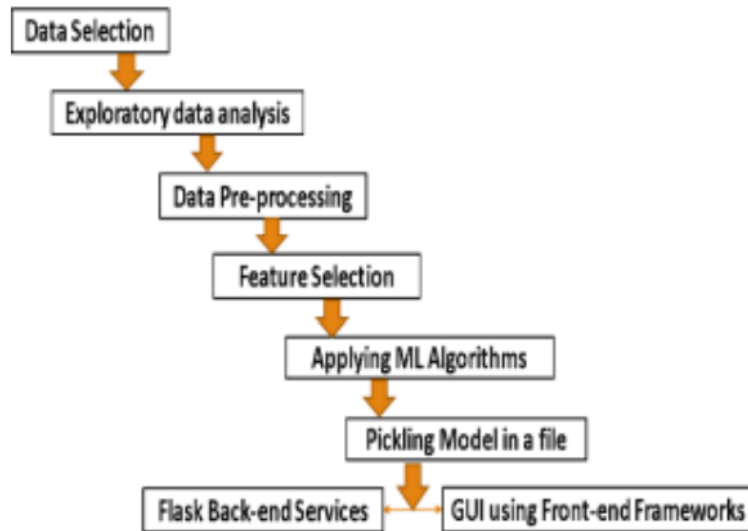 Data Selection
Exploratory data analysis
Data Pre-processing
Feature Selection
Applying ML Algorithms
Pickling Model in a file
Flask Back-end Services
GUI using Front-end Frameworks